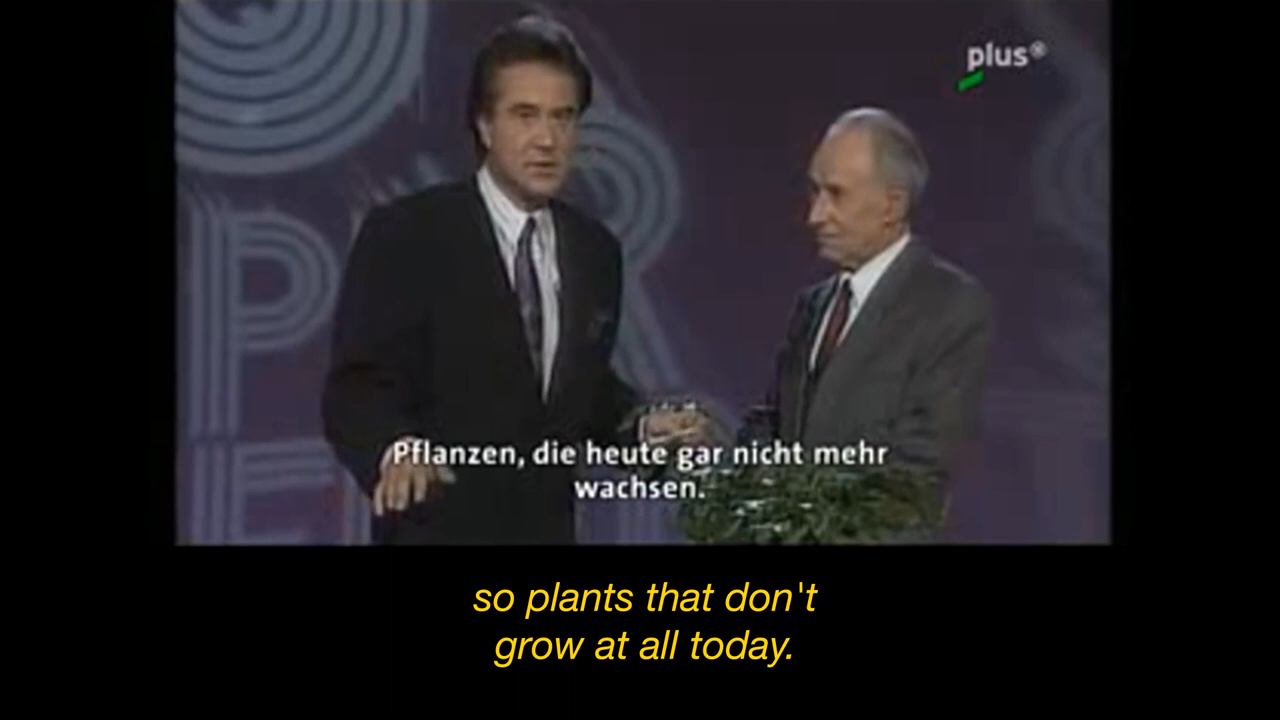 plus®
Pflanzen, die heute gar nicht mehr
wachsen.
so plants that don't
grow at all today.